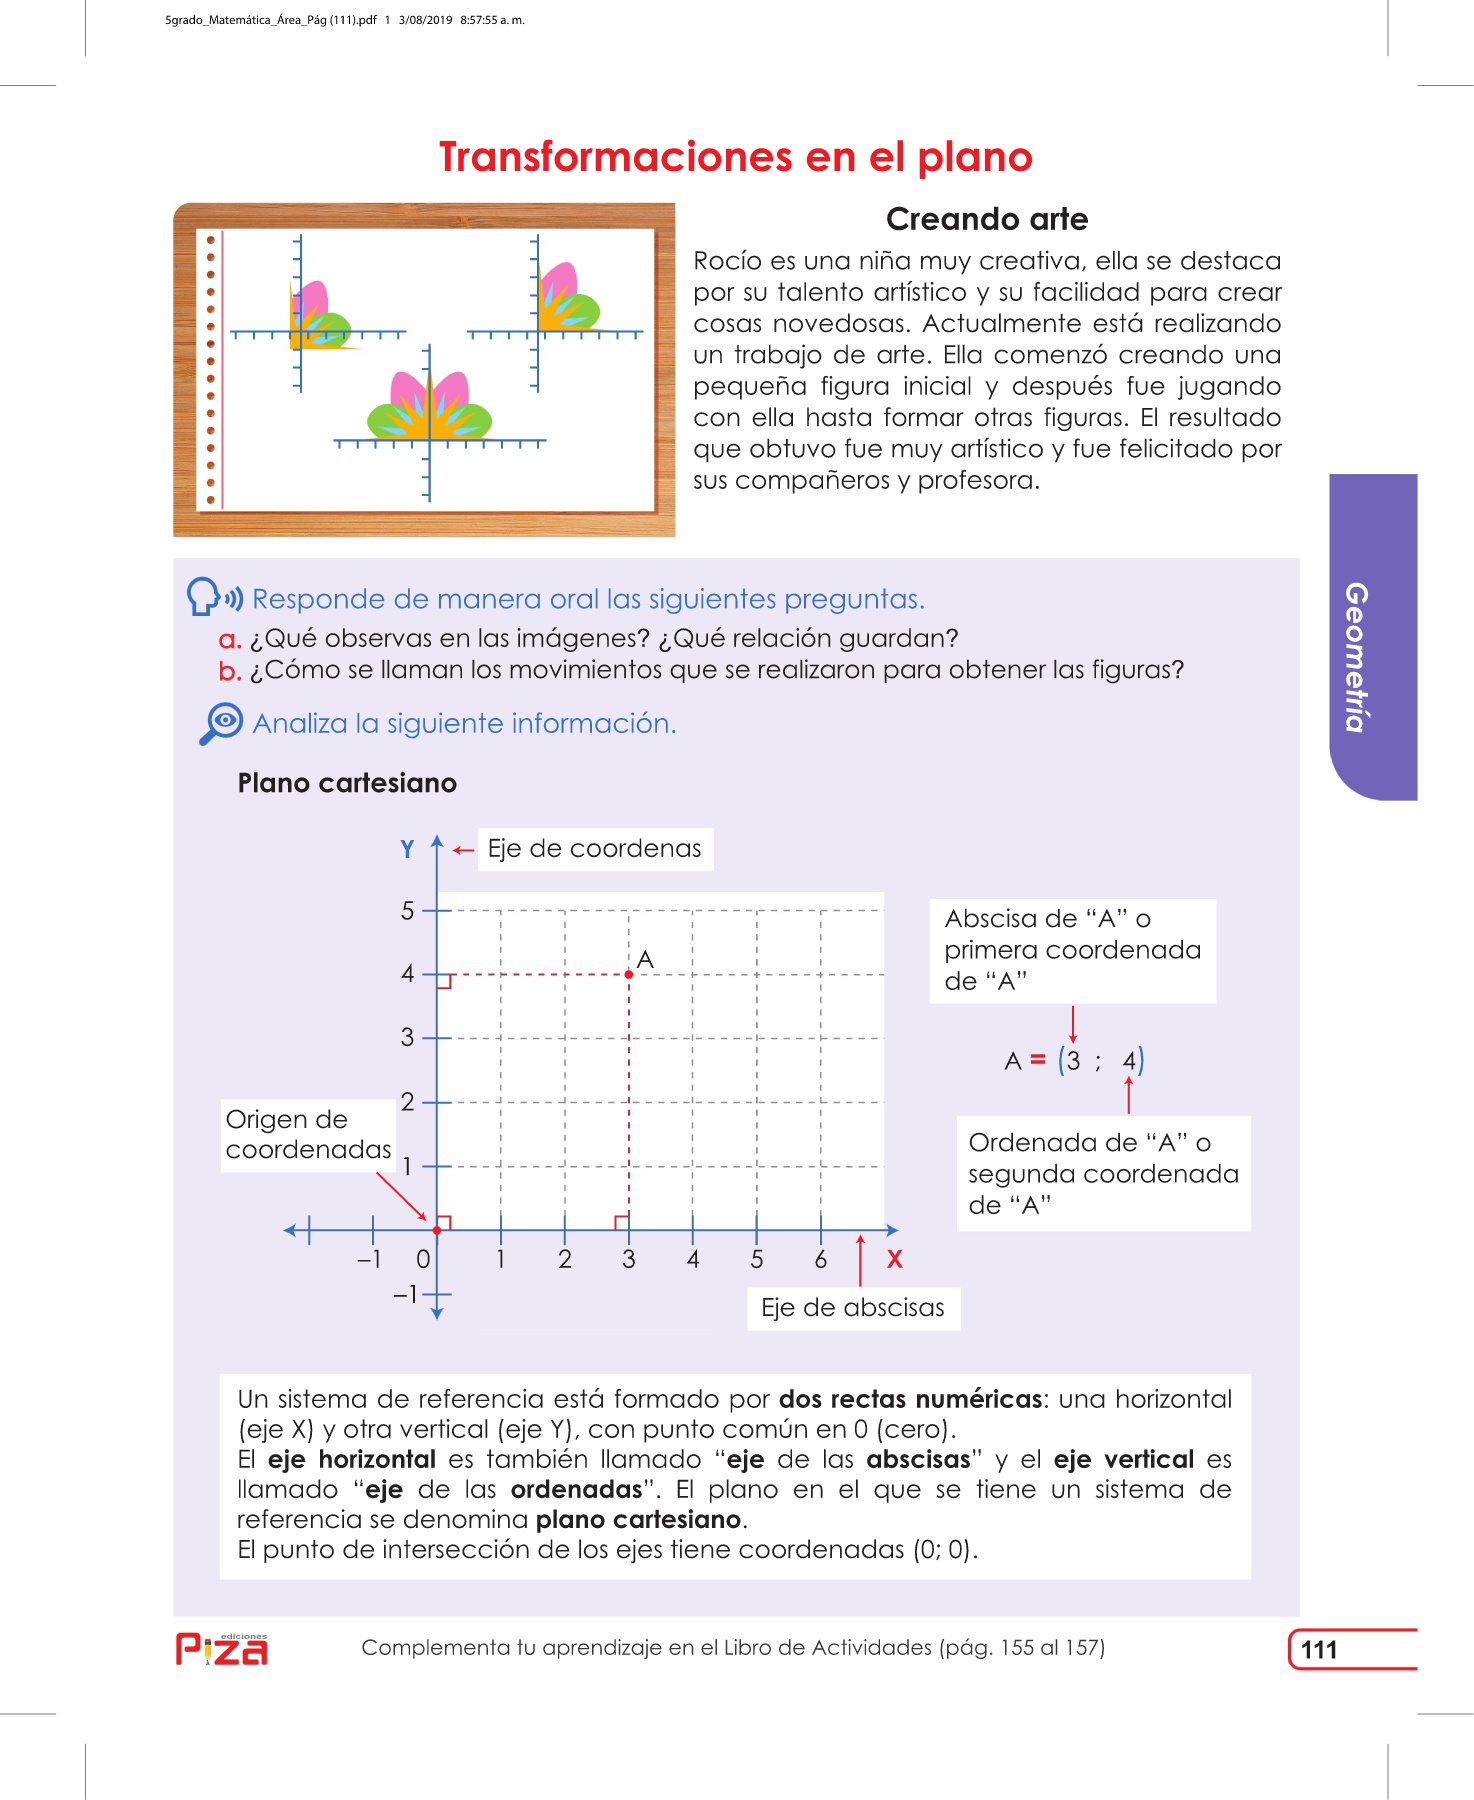 5grado_Matemática_Área_Pág (111).pdf 1 3/08/2019 8:57:55 a. m.
Transformaciones en el plano
Creando arte
Rocío es una niña muy creativa, ella se destaca
por su talento artístico y su facilidad para crear
cosas novedosas. Actualmente está realizando
un trabajo de arte. Ella comenzó creando una
pequeña figura inicial y después fue jugando
con ella hasta formar otras figuras. El resultado
que obtuvo fue muy artístico y fue felicitado por
sus compañeros y profesora.
Geometría
Responde de manera oral las siguientes preguntas.
a. ¿Qué observas en las imágenes? ¿Qué relación guardan?
b. ¿Cómo se llaman los movimientos que se realizaron para obtener las figuras?
Analiza la siguiente información.
Plano cartesiano
Y
Eje de coordenas
5
4
3
2
1
A
Origen de
coordenadas
–1 0 1 2 3 4 5 6 X
–1
Eje de abscisas
Abscisa de “A” o
primera coordenada
de “A”
A = (3 ; 4)
Ordenada de “A” o
segunda coordenada
de “A”
Un sistema de referencia está formado por dos rectas numéricas: una horizontal
(eje X) y otra vertical (eje Y), con punto común en 0 (cero).
El eje horizontal es también llamado “eje de las abscisas” y el eje vertical es
llamado “eje de las ordenadas”. El plano en el que se tiene un sistema de
referencia se denomina plano cartesiano.
El punto de intersección de los ejes tiene coordenadas (0; 0).
ediciones
Piza
Complementa tu aprendizaje en el Libro de Actividades (pág. 155 al 157)
111